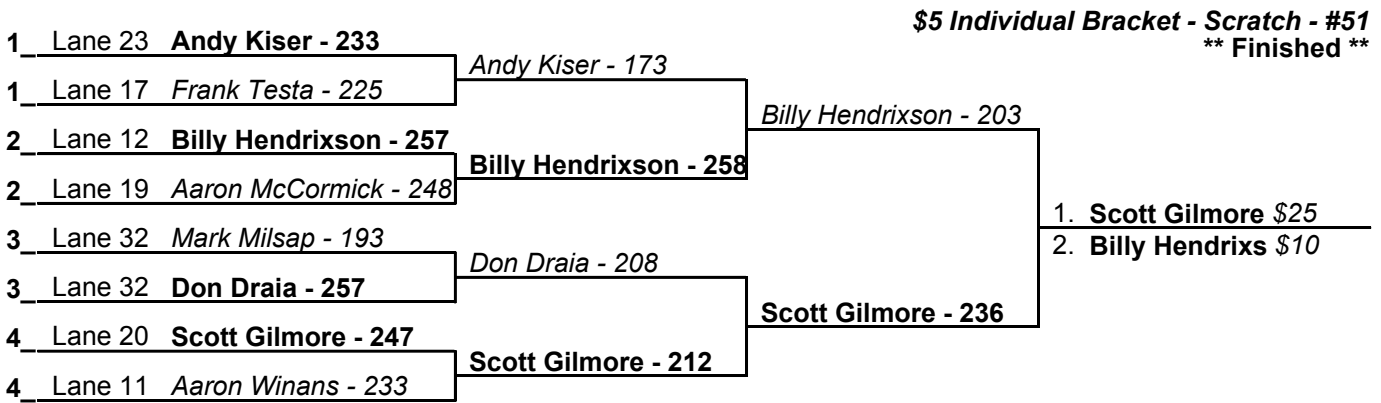 $5 Individual Bracket - Scratch - #51
** Finished **
1_ Lane 23 Andy Kiser - 233
1_ Lane 17 Frank Testa - 225
2_ Lane 12 Billy Hendrixson - 257
2_ Lane 19 Aaron McCormick - 248
3_ Lane 32 Mark Milsap - 193
3_ Lane 32 Don Draia - 257
4_ Lane 20 Scott Gilmore - 247
4_ Lane 11 Aaron Winans - 233
Andy Kiser - 173
Billy Hendrixson - 258
Don Draia - 208
Scott Gilmore - 212
Billy Hendrixson - 203
Scott Gilmore - 236
1. Scott Gilmore $25
2. Billy Hendrixs $10